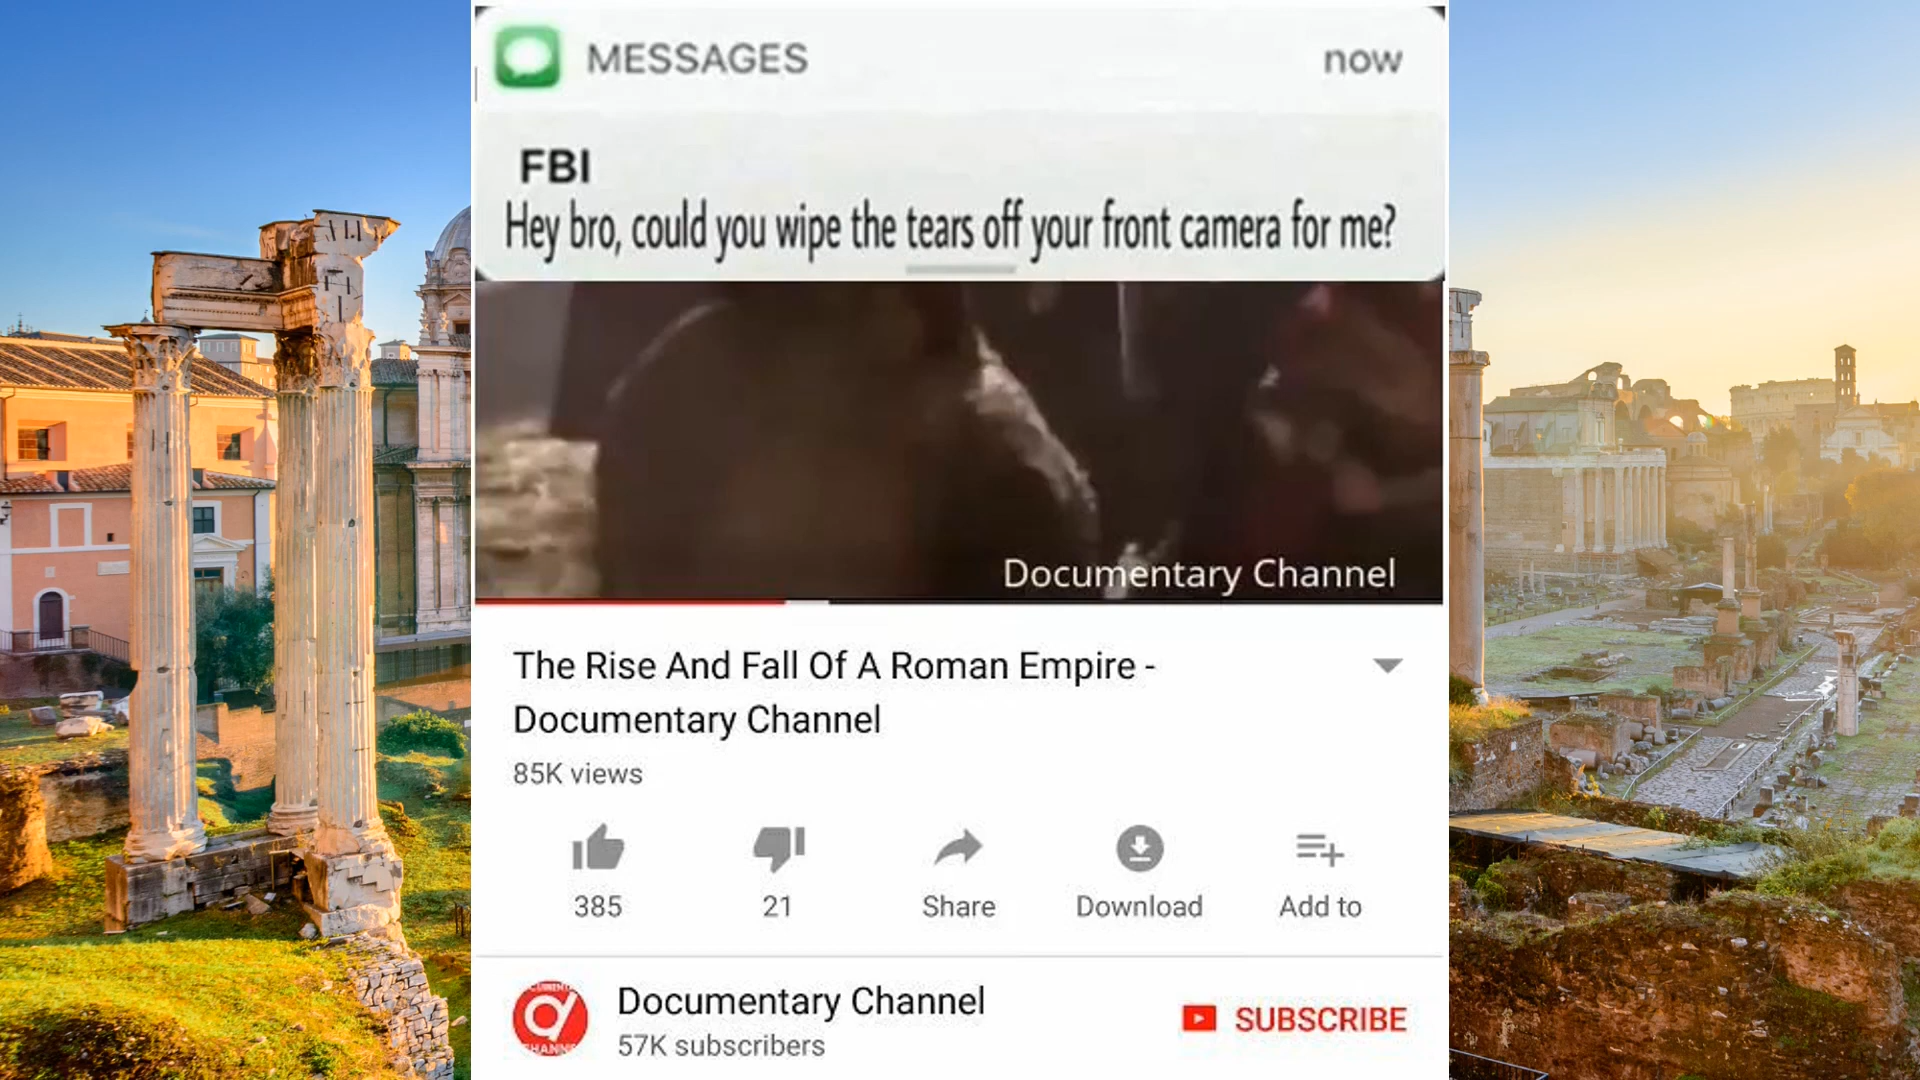 MESSAGES
now
FBI
Hey bro, could you wipe the tears off your front camera for me?
Documentary Channel
The Rise And Fall Of A Roman Empire -
Documentary Channel
85K views
385
21
Share
Download
Add to
Documentary Channel
57K subscribers
SUBSCRIBE